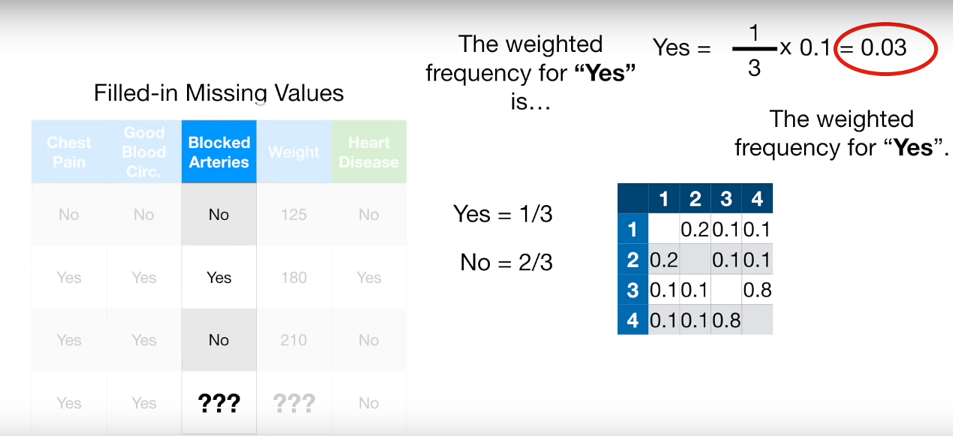 The weighted
frequency for “Yes”
is…
Yes = 1/3 x 0.1 = 0.03
The weighted
frequency for “Yes”.
Filled-in Missing Values
Chest Pain Good Blood Circ. Blocked Arteries Weight Heart Disease
No No No 125 No
Yes Yes Yes 180 Yes
Yes Yes No 210 No
Yes Yes ??? ??? No
Yes = 1/3
No = 2/3
1 2 3 4
1 0.2 0.1 0.1
2 0.2 0.1 0.1
3 0.1 0.1 0.8
4 0.1 0.1 0.8